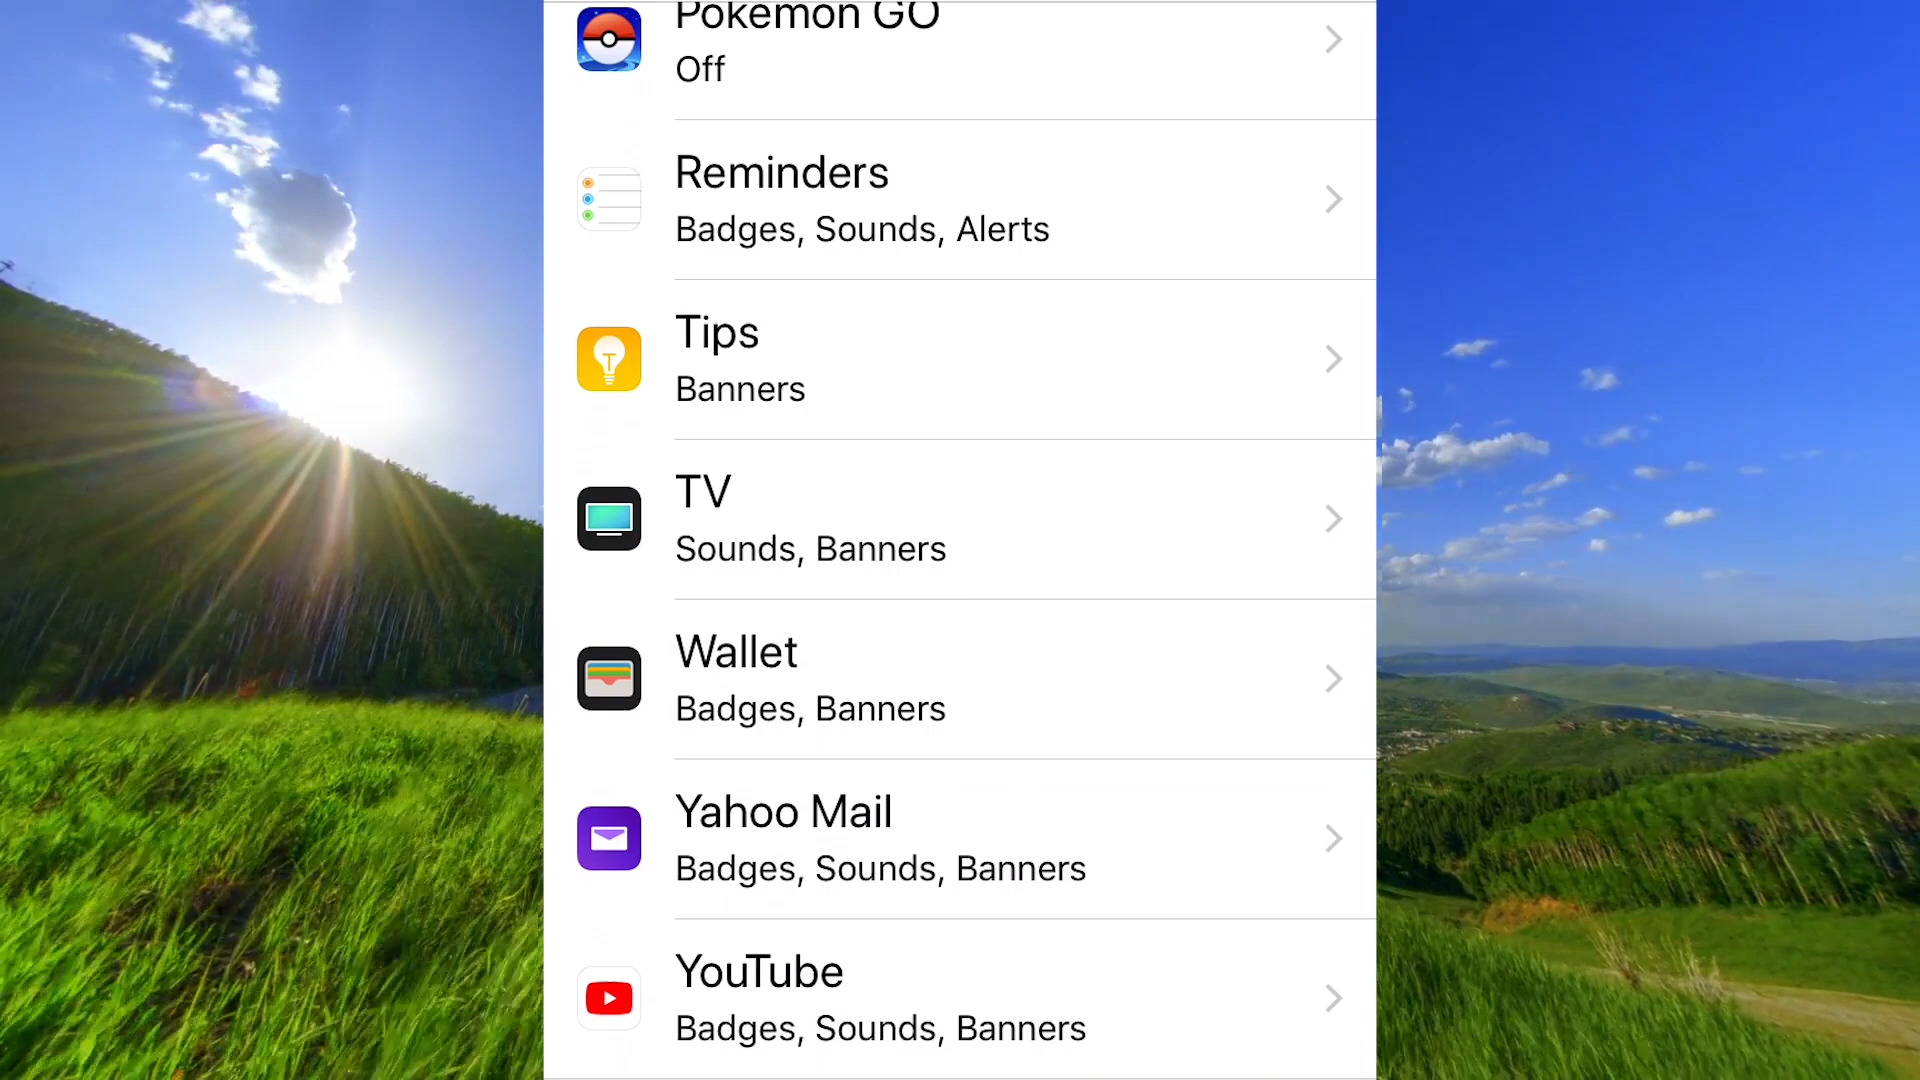 Pokémon GO
Off
Reminders
Badges, Sounds, Alerts
Tips
Banners
TV
Sounds, Banners
Wallet
Badges, Banners
Yahoo Mail
Badges, Sounds, Banners
YouTube
Badges, Sounds, Banners